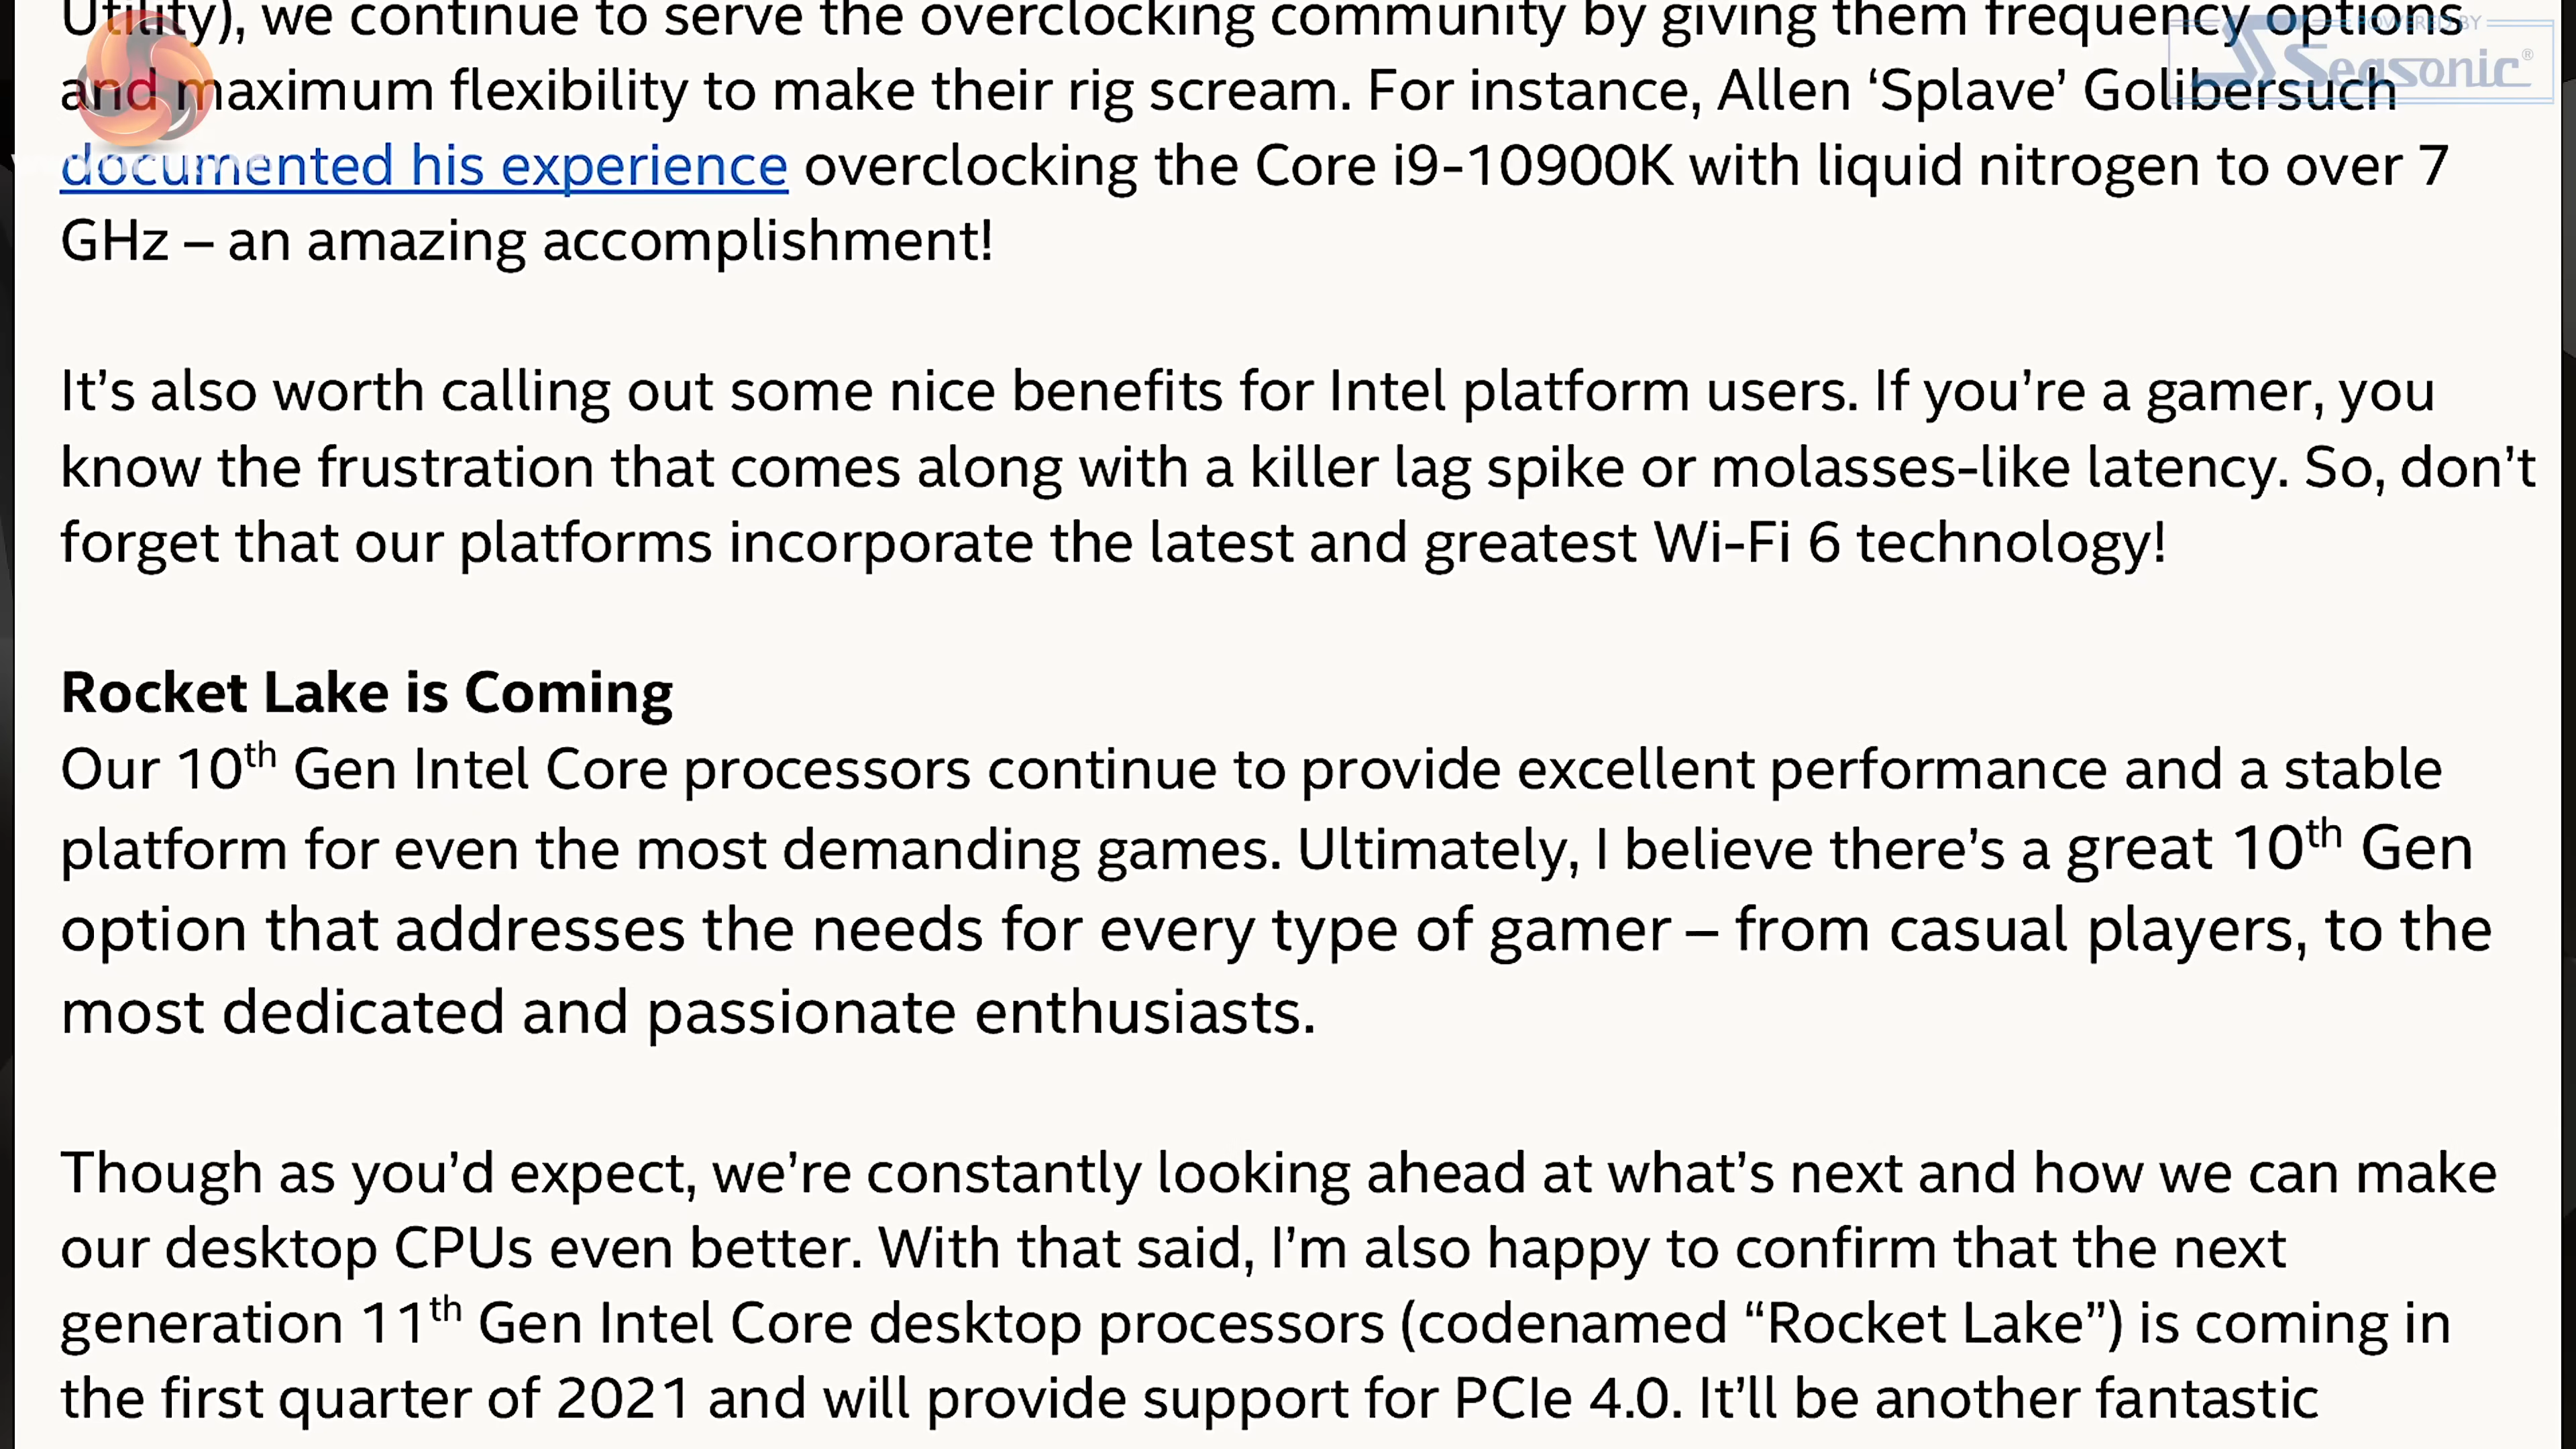 Utility), we continue to serve the overclocking community by giving them frequency options
and maximum flexibility to make their rig scream. For instance, Allen ‘Splave’ Golibersuch
documented his experience overclocking the Core i9-10900K with liquid nitrogen to over 7
GHz – an amazing accomplishment!
It’s also worth calling out some nice benefits for Intel platform users. If you’re a gamer, you
know the frustration that comes along with a killer lag spike or molasses-like latency. So, don’t
forget that our platforms incorporate the latest and greatest Wi-Fi 6 technology!
Rocket Lake is Coming
Our 10th Gen Intel Core processors continue to provide excellent performance and a stable
platform for even the most demanding games. Ultimately, I believe there’s a great 10th Gen
option that addresses the needs for every type of gamer – from casual players, to the
most dedicated and passionate enthusiasts.
Though as you’d expect, we’re constantly looking ahead at what’s next and how we can make
our desktop CPUs even better. With that said, I’m also happy to confirm that the next
generation 11th Gen Intel Core desktop processors (codenamed “Rocket Lake”) is coming in
the first quarter of 2021 and will provide support for PCIe 4.0. It’ll be another fantastic
POWERED BY
Seasonic®